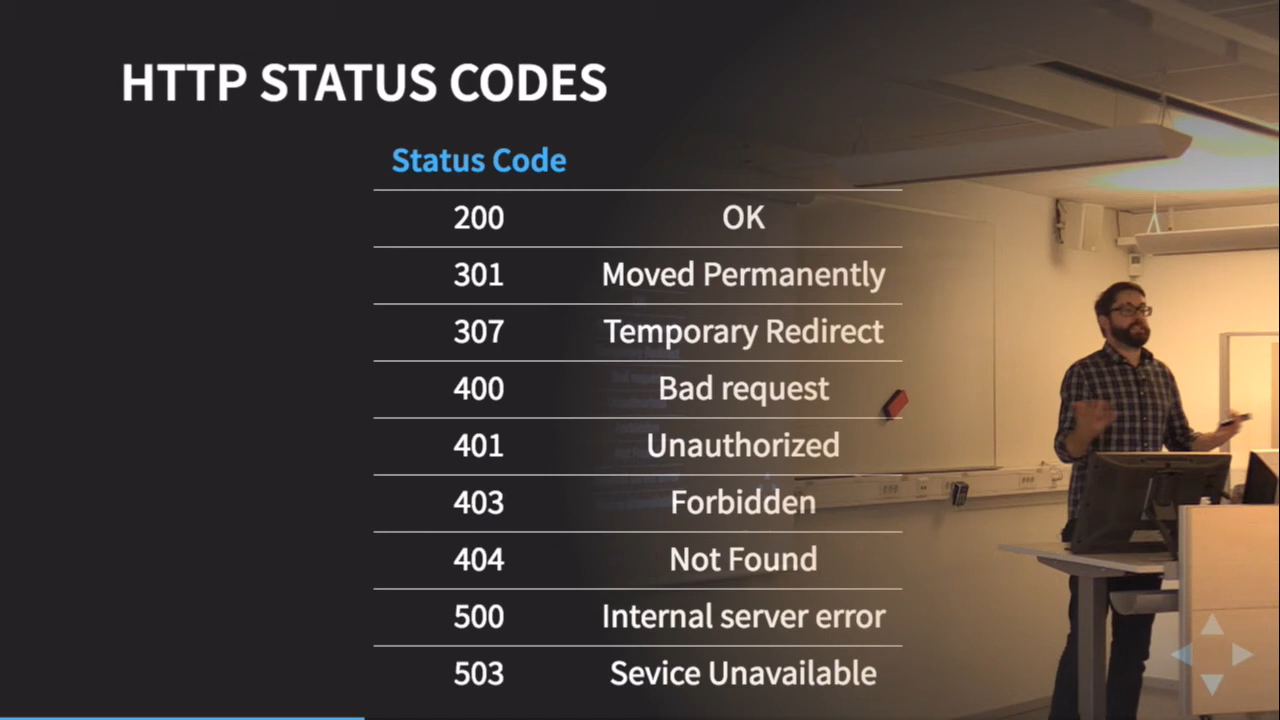 HTTP STATUS CODES
Status Code
200 OK
301 Moved Permanently
307 Temporary Redirect
400 Bad request
401 Unauthorized
403 Forbidden
404 Not Found
500 Internal server error
503 Sevice Unavailable